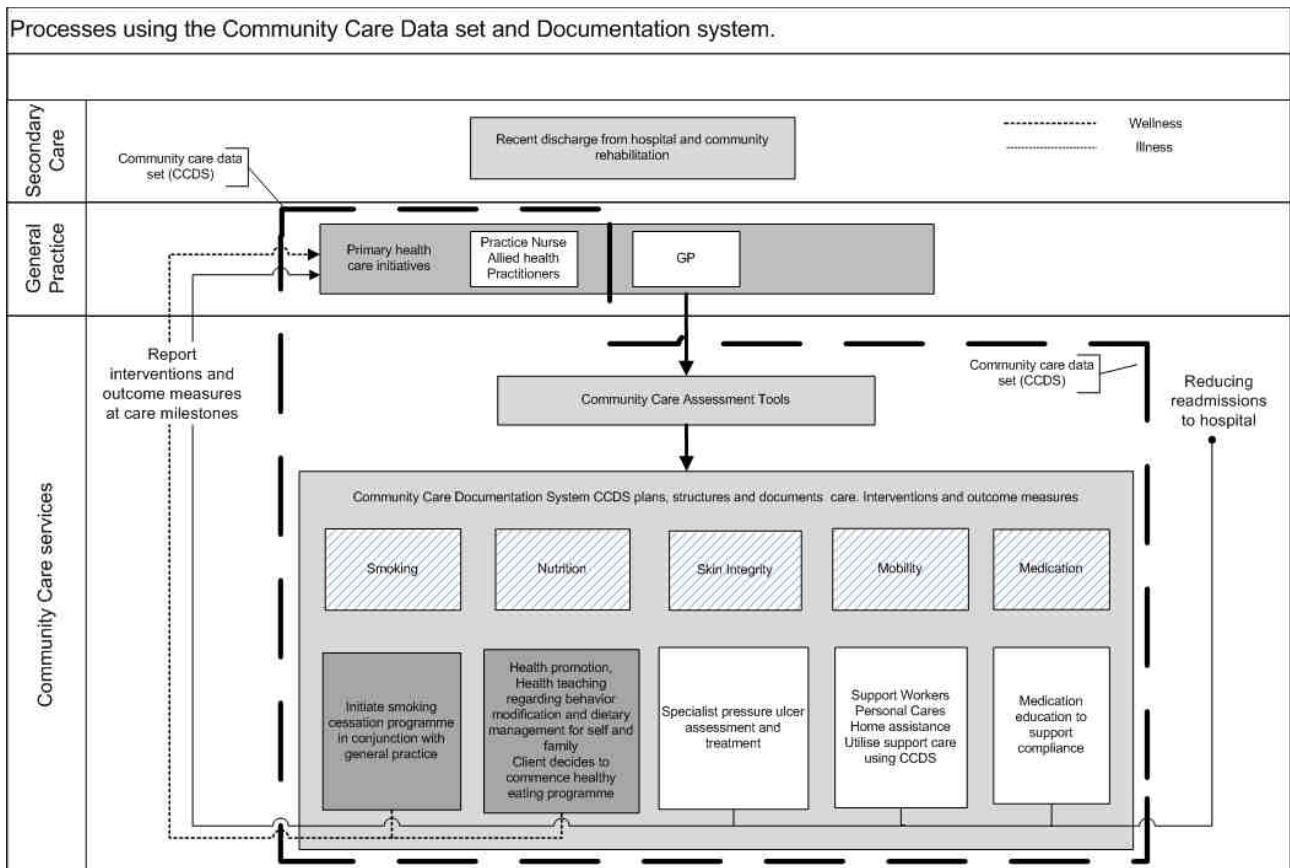 Processes using the Community Care Data set and Documentation system.
Secondary
Care
Recent discharge from hospital and community
rehabilitation
Wellness
Illness
Community care data
set (CCDS)
General
Practice
Primary health
care initiatives
Practice Nurse
Allied health
Practitioners
GP
Community Care services
Report
interventions and
outcome measures
at care milestones
Community care data
set (CCDS)
Reducing
readmissions
to hospital
Community Care Assessment Tools
Community Care Documentation System CCDS plans, structures and documents care. Interventions and outcome measures
Smoking
Nutrition
Skin Integrity
Mobility
Medication
Initiate smoking
cessation programme
in conjunction with
general practice
Health promotion,
Health teaching
regarding behavior
modification and dietary
management for self and
family
Client decides to
commence healthy
eating programme
Specialist pressure ulcer
assessment and
treatment
Support Workers
Personal Cares
Home assistance
Utilise support care
using CCDS
Medication
education to
support
compliance